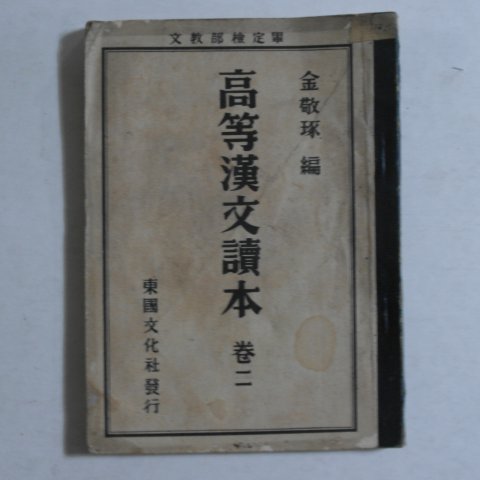 文教部檢定畢
金敬琢 編
高等漢文讀本 卷二
東國文化社發行